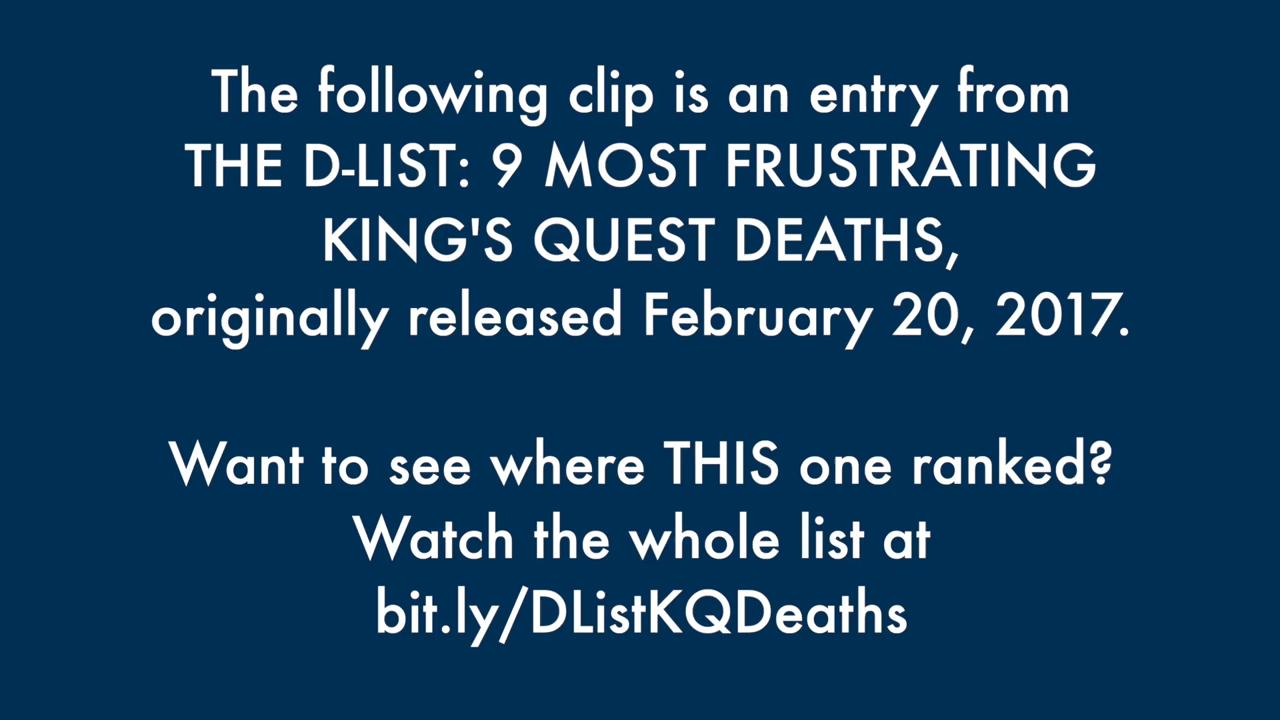 The following clip is an entry from
THE D-LIST: 9 MOST FRUSTRATING
KING'S QUEST DEATHS,
originally released February 20, 2017.
Want to see where THIS one ranked?
Watch the whole list at
bit.ly/DListKQDeaths